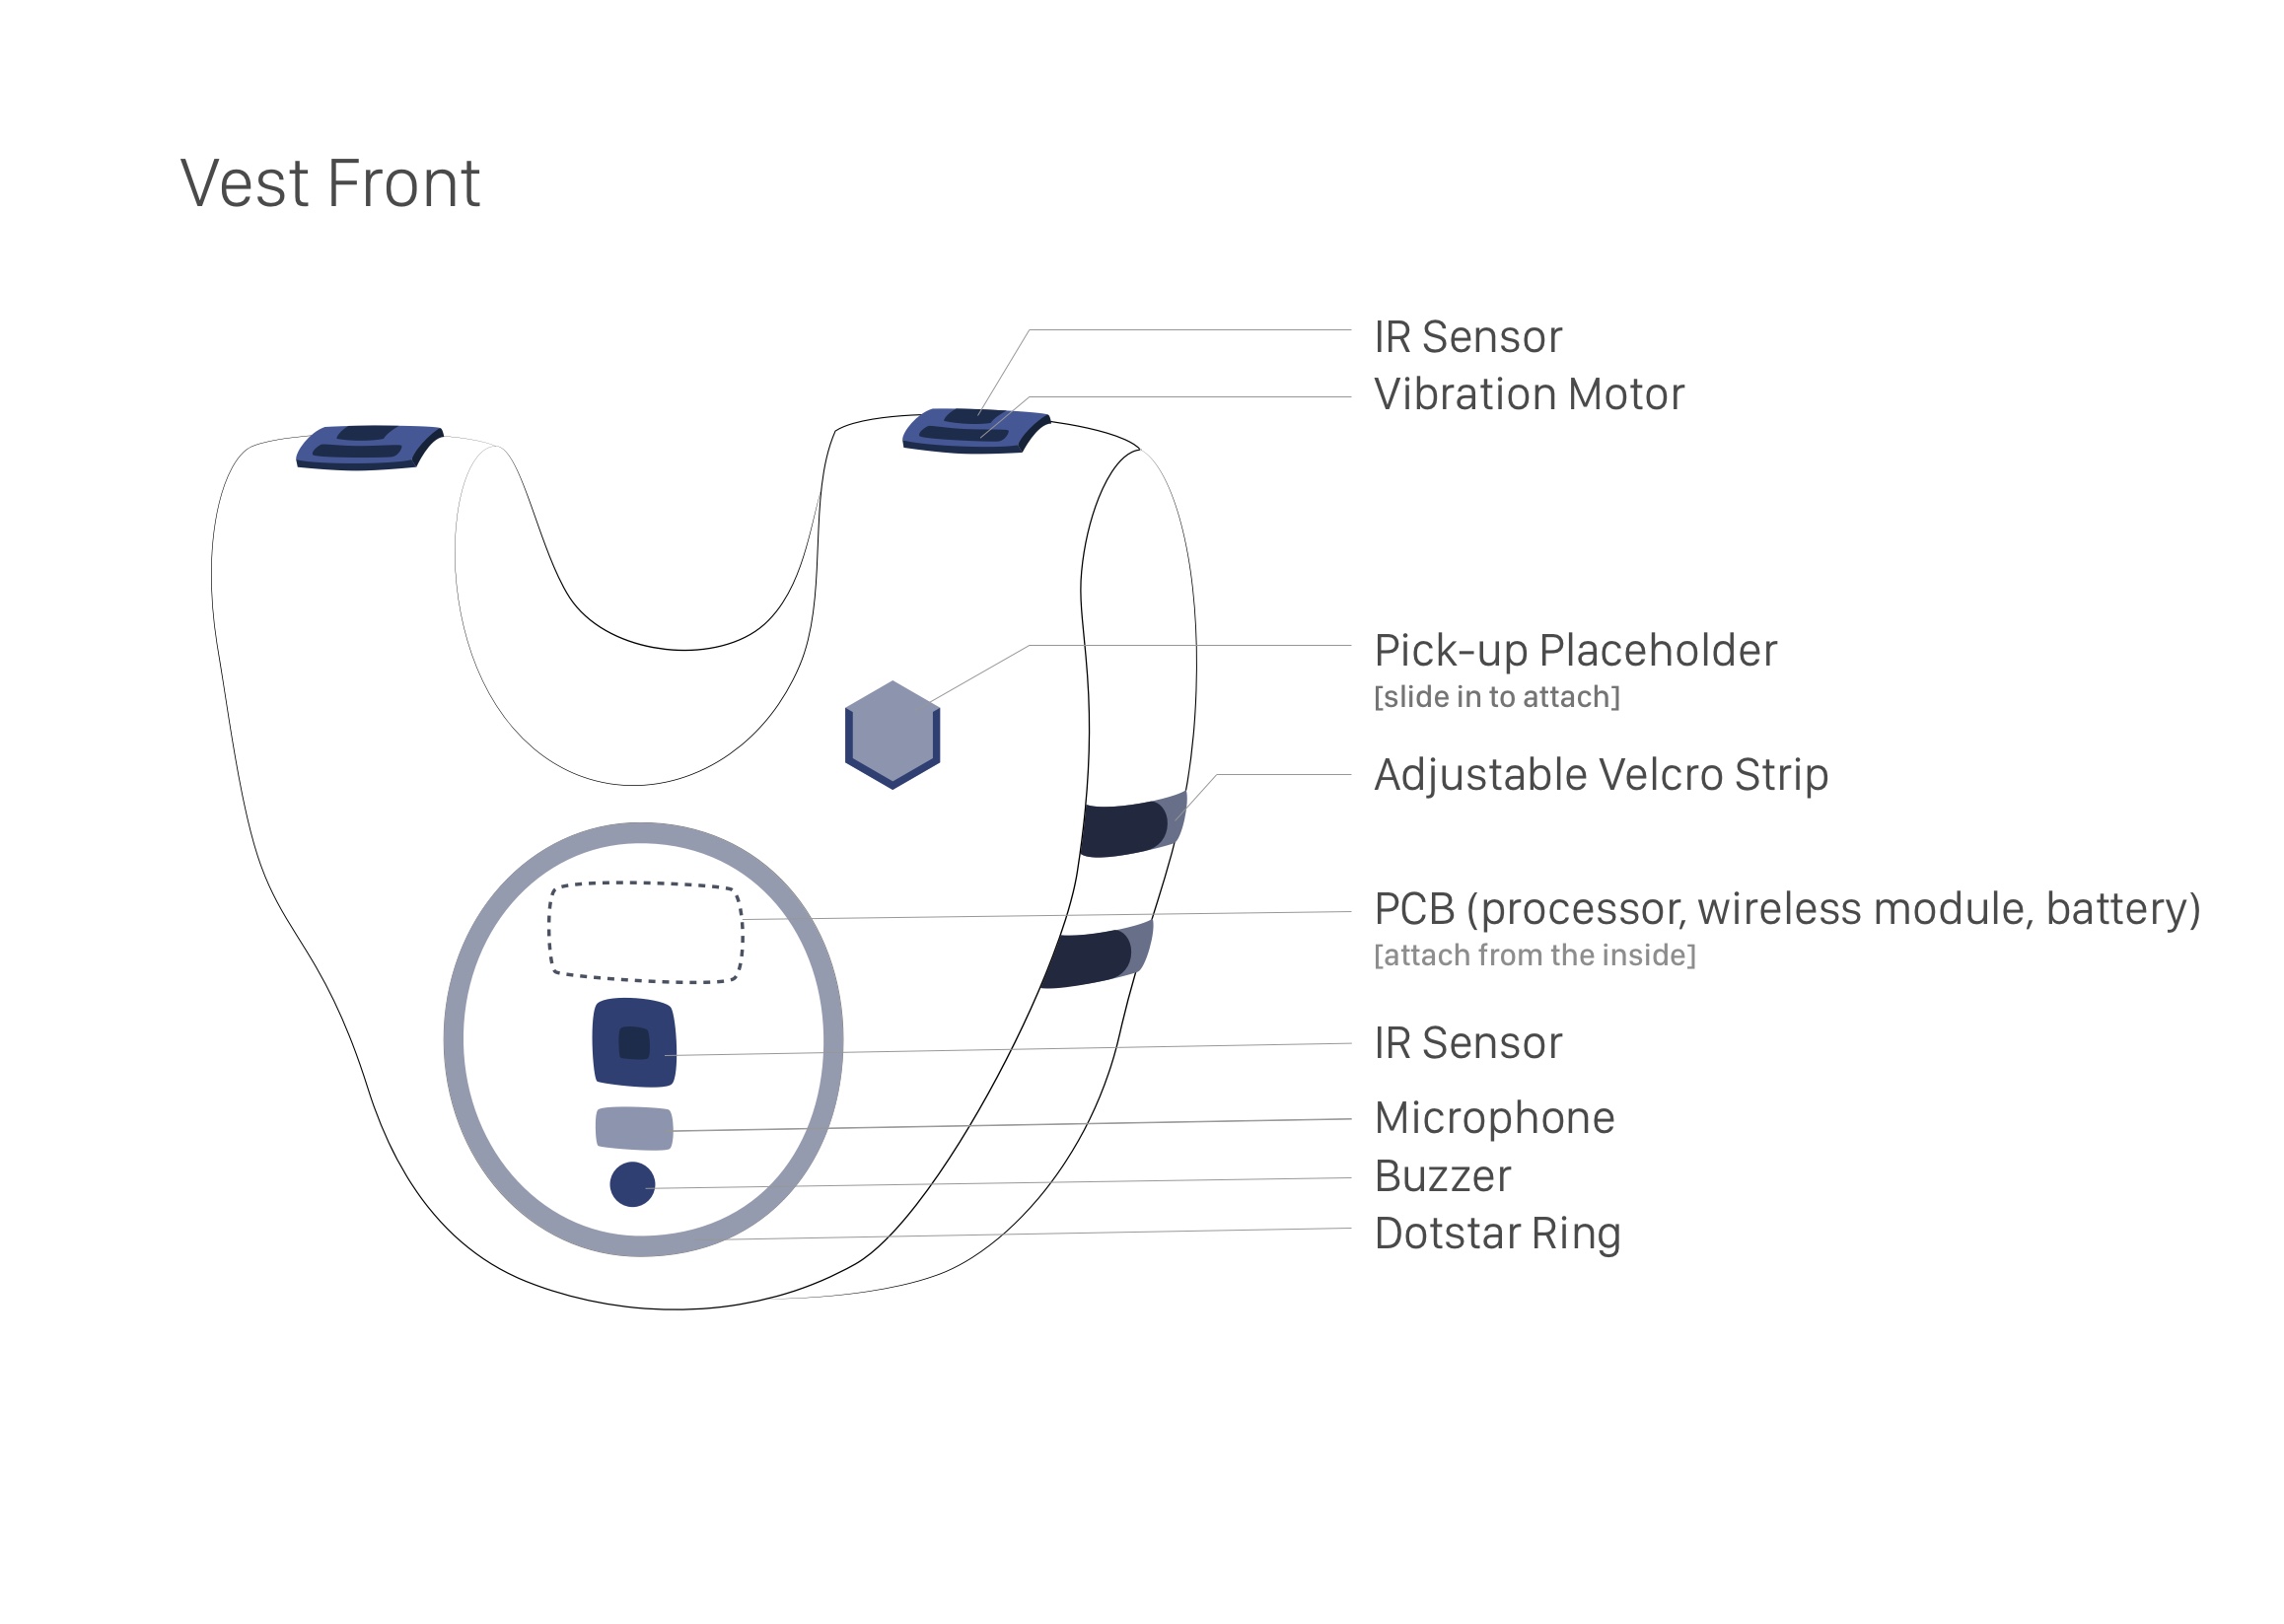 Vest Front
IR Sensor
Vibration Motor
Pick-up Placeholder
[slide in to attach]
Adjustable Velcro Strip
PCB (processor, wireless module, battery)
[attach from the inside]
IR Sensor
Microphone
Buzzer
Dotstar Ring